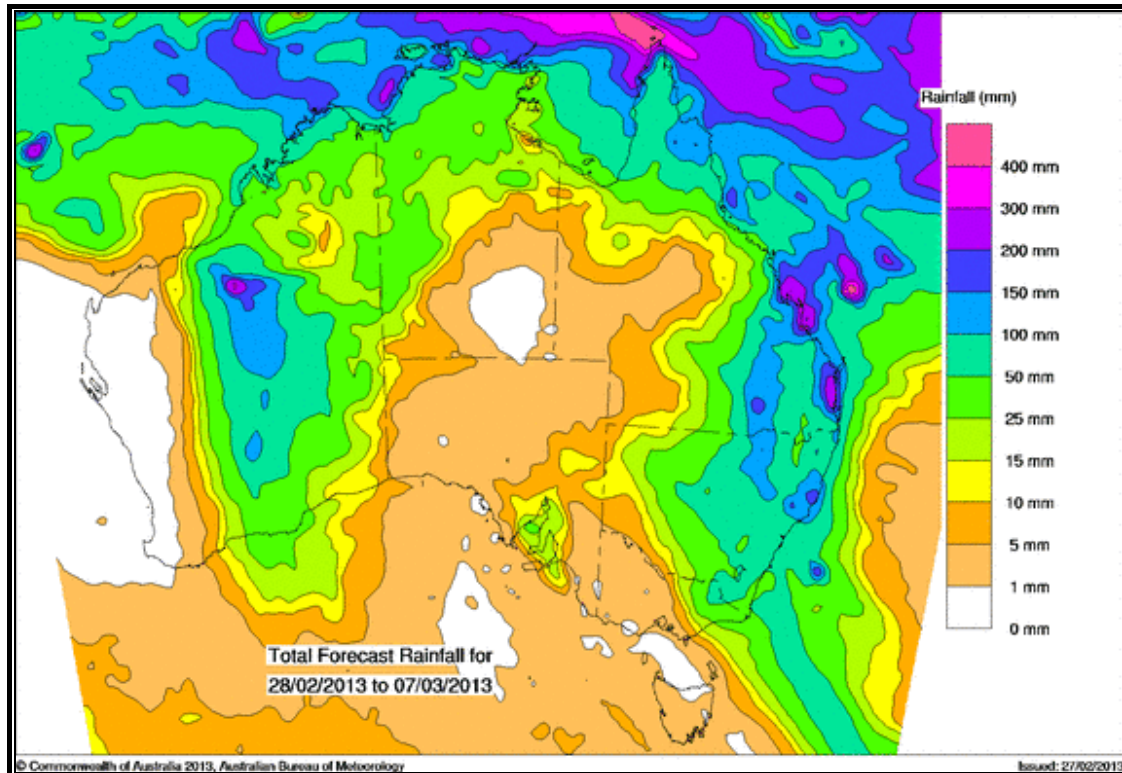 Rainfall (mm)
400 mm
300 mm
200 mm
150 mm
100 mm
50 mm
25 mm
15 mm
10 mm
5 mm
1 mm
0 mm
Total Forecast Rainfall for
28/02/2013 to 07/03/2013
© Commonwealth of Australia 2013, Australian Bureau of Meteorology
Issued: 27/02/2013